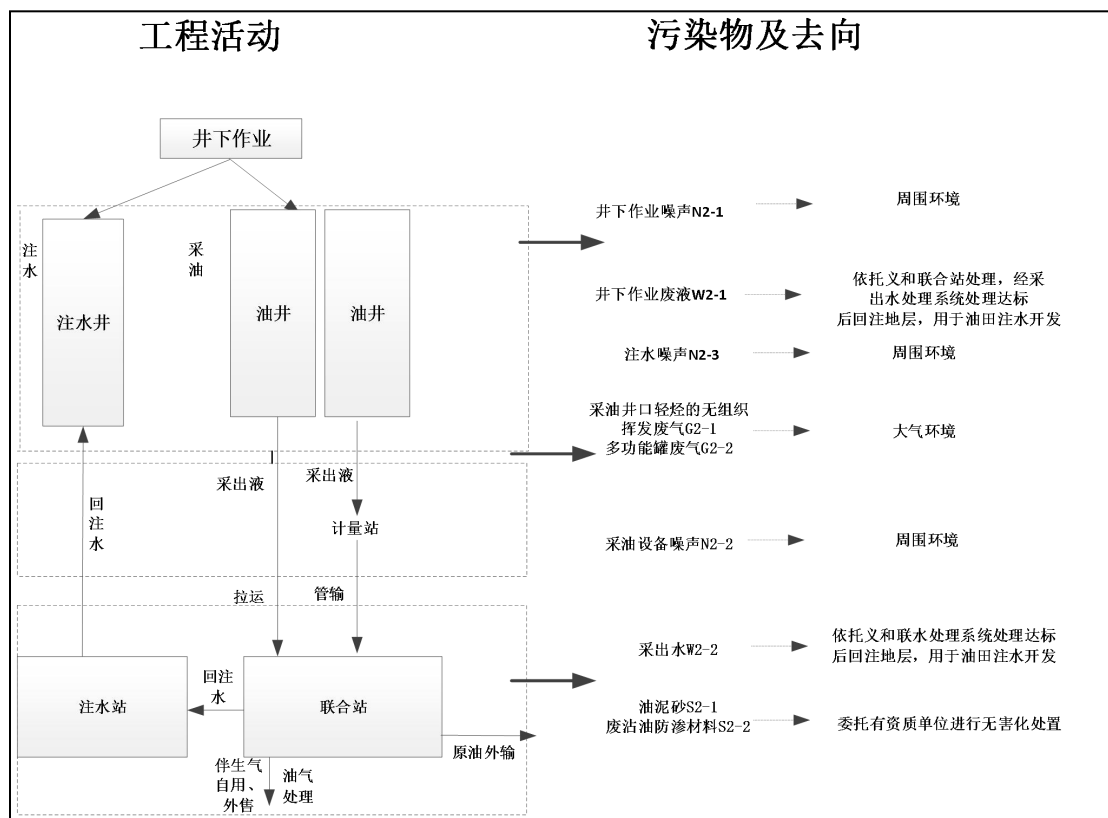 工程活动
污染物及去向
井下作业
注
水
注水井
采
油
油井
油井
回
注
水
采出液
采出液
计量站
拉运
管输
注水站
回注
水
联合站
原油外输
伴生气
自用、
外售
油气
处理
井下作业噪声N2-1
周围环境
井下作业废液W2-1
依托义和联合站处理，经采
出水处理系统处理达标
后回注地层，用于油田注水开发
注水噪声N2-3
周围环境
采油井口轻烃的无组织
挥发废气G2-1
多功能罐废气G2-2
大气环境
采油设备噪声N2-2
周围环境
采出水W2-2
依托义和联水处理系统处理达标
后回注地层，用于油田注水开发
油泥砂S2-1
废沾油防渗材料S2-2
委托有资质单位进行无害化处置